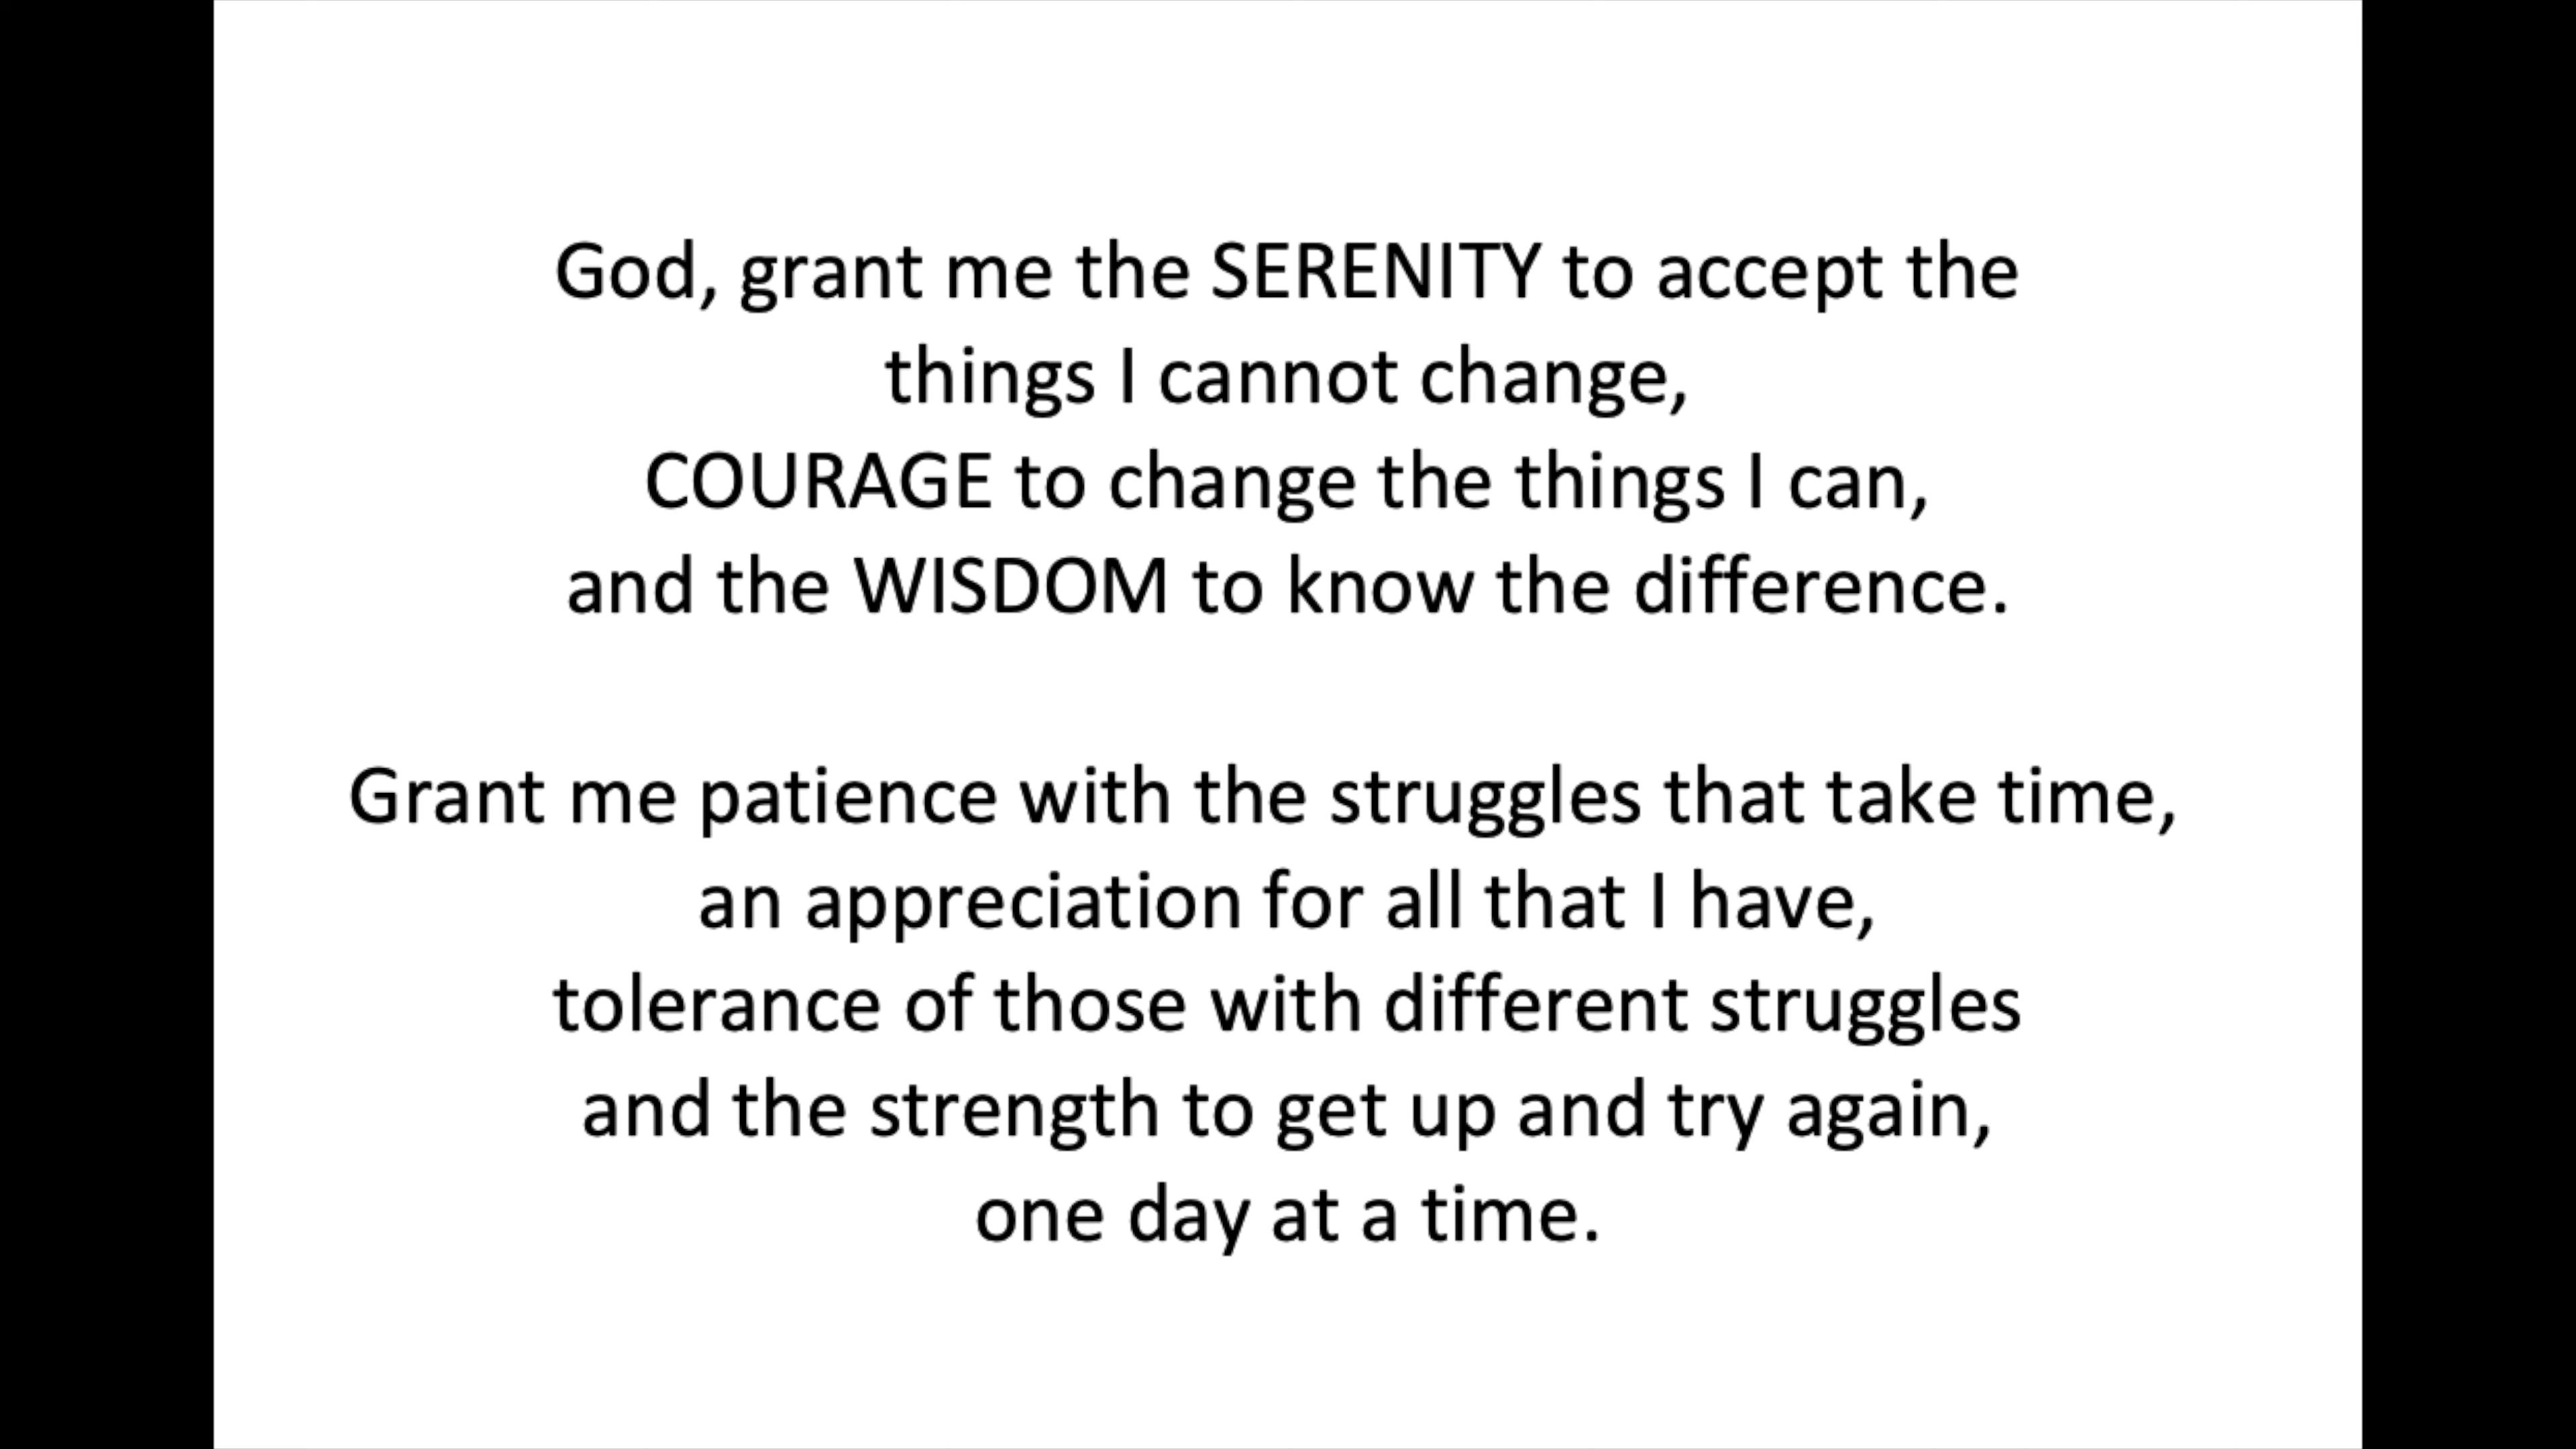 God, grant me the SERENITY to accept the
things I cannot change,
COURAGE to change the things I can,
and the WISDOM to know the difference.
Grant me patience with the struggles that take time,
an appreciation for all that I have,
tolerance of those with different struggles
and the strength to get up and try again,
one day at a time.